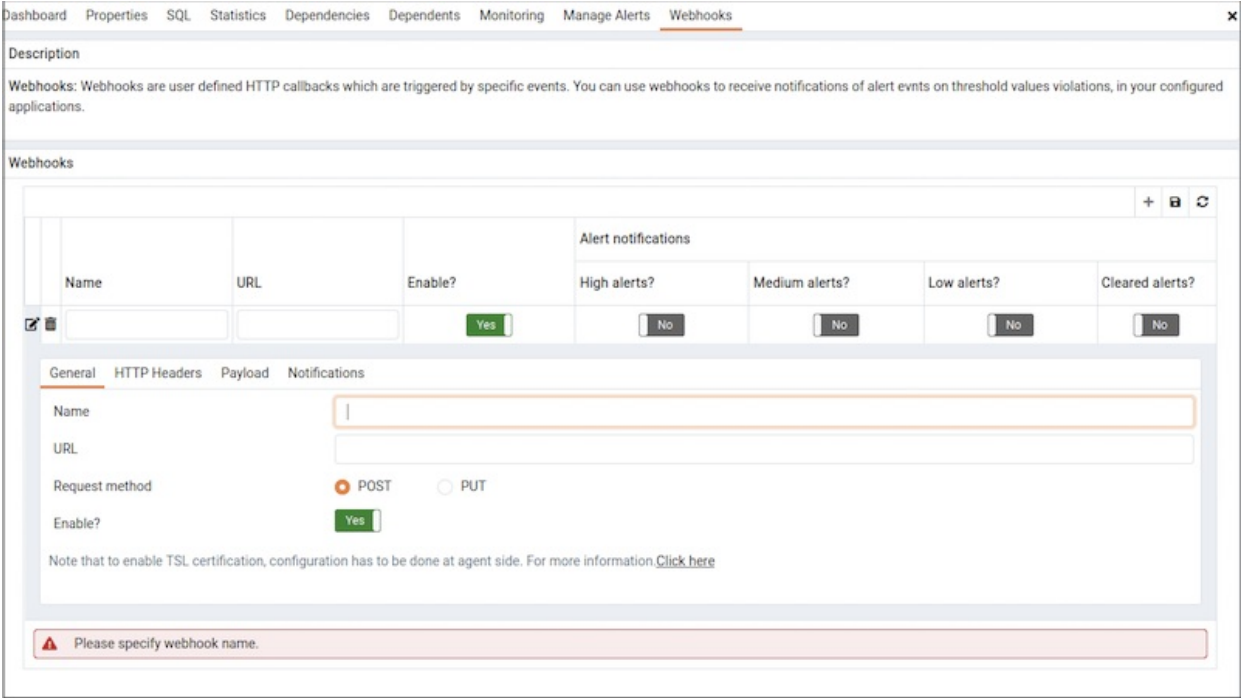 Dashboard Properties SQL Statistics Dependencies Dependents Monitoring Manage Alerts Webhooks
Description
Webhooks: Webhooks are user defined HTTP callbacks which are triggered by specific events. You can use webhooks to receive notifications of alert evnts on threshold values violations, in your configured
applications.
Webhooks
Alert notifications
Name URL Enable? High alerts? Medium alerts? Low alerts? Cleared alerts?
Yes No No No No
General HTTP Headers Payload Notifications
Name
URL
Request method POST PUT
Enable? Yes
Note that to enable TSL certification, configuration has to be done at agent side. For more information.Click here
Please specify webhook name.